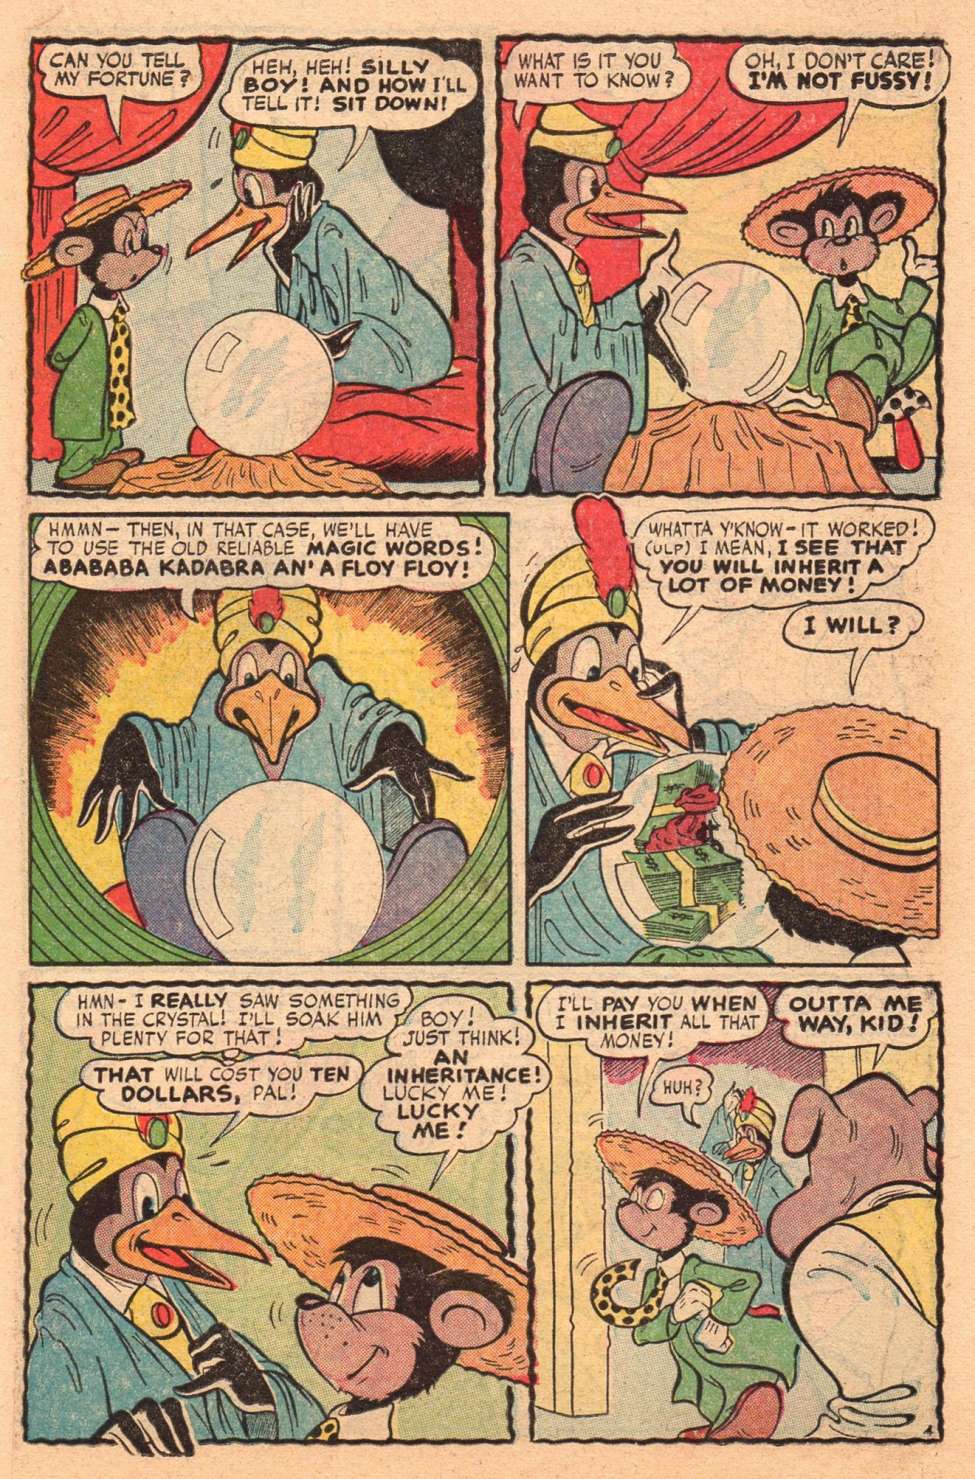 CAN YOU TELL
MY FORTUNE?
HEH, HEH! SILLY
BOY! AND HOW I'LL
TELL IT! SIT DOWN!
WHAT IS IT YOU
WANT TO KNOW?
OH, I DON'T CARE!
I'M NOT FUSSY!
HMMN- THEN, IN THAT CASE, WE'LL HAVE
TO USE THE OLD RELIABLE MAGIC WORDS!
ABABABA KADABRA AN' A FLOY FLOY!
WHATTA Y'KNOW-IT WORKED!
(ULP) I MEAN, I SEE THAT
YOU WILL INHERIT A
LOT OF MONEY!
I WILL?
HMN- I REALLY SAW SOMETHING
IN THE CRYSTAL! I'LL SOAK HIM
PLENTY FOR THAT!
THAT WILL COST YOU TEN
DOLLARS, PAL!
BOY!
JUST THINK!
AN
INHERITANCE!
LUCKY ME!
LUCKY
ME!
I'LL PAY YOU WHEN
I INHERIT ALL THAT
MONEY!
HUH?
OUTTA ME
WAY, KID!